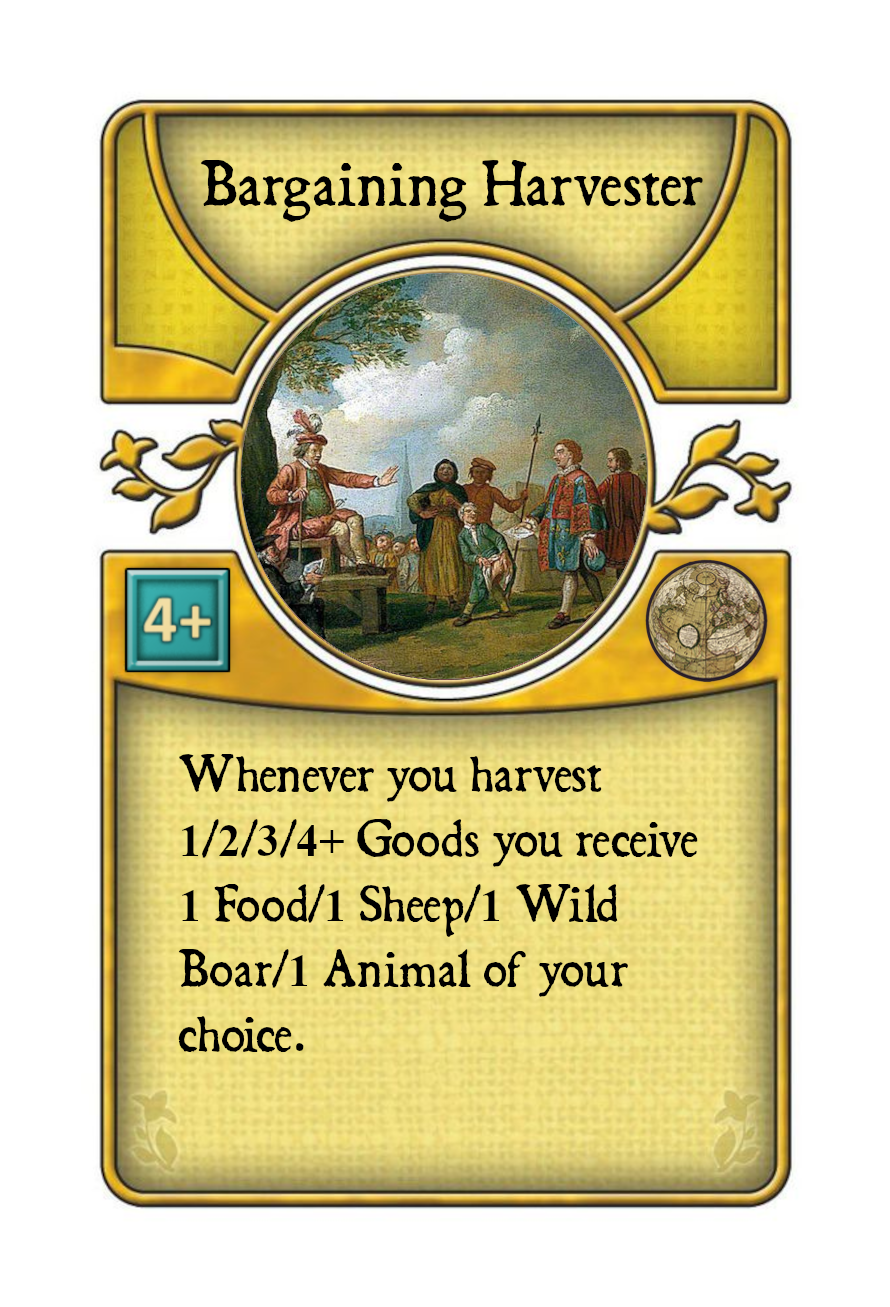 Bargaining Harvester
4+
Whenever you harvest
1/2/3/4+ Goods you receive
1 Food/1 Sheep/1 Wild
Boar/1 Animal of your
choice.